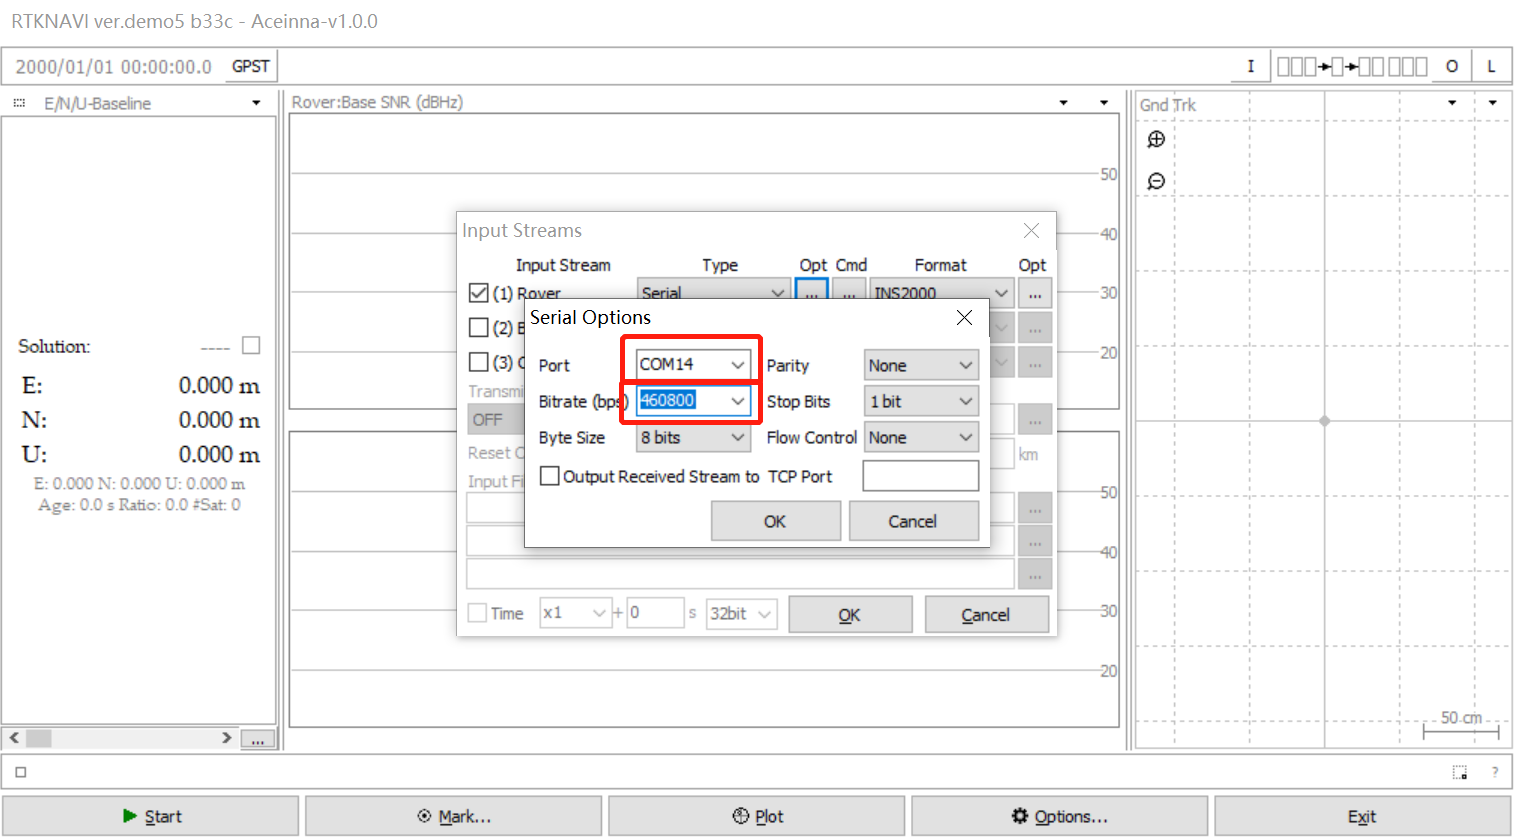 RTKNAVI ver.demo5 b33c - Aceinna-v1.0.0
2000/01/01 00:00:00.0 GPST
I O L
E/N/U-Baseline
Rover:Base SNR (dBHz)
Gnd Trk
50
40
30
20
Input Streams
Input Stream Type Opt Cmd Format Opt
(1) Rover Serial ... ... INS2000 ...
(2) ...
(3) ...
Transmi
OFF ...
Reset km
Input Fi
...
...
...
Time x1 + 0 s 32bit OK Cancel
Serial Options
Port COM14 Parity None
Bitrate (bps) 460800 Stop Bits 1 bit
Byte Size 8 bits Flow Control None
Output Received Stream to TCP Port
OK Cancel
Solution: ----
E: 0.000 m
N: 0.000 m
U: 0.000 m
E: 0.000 N: 0.000 U: 0.000 m
Age: 0.0 s Ratio: 0.0 #Sat: 0
50
40
30
20
50 cm
...
?
Start Mark... Plot Options... Exit